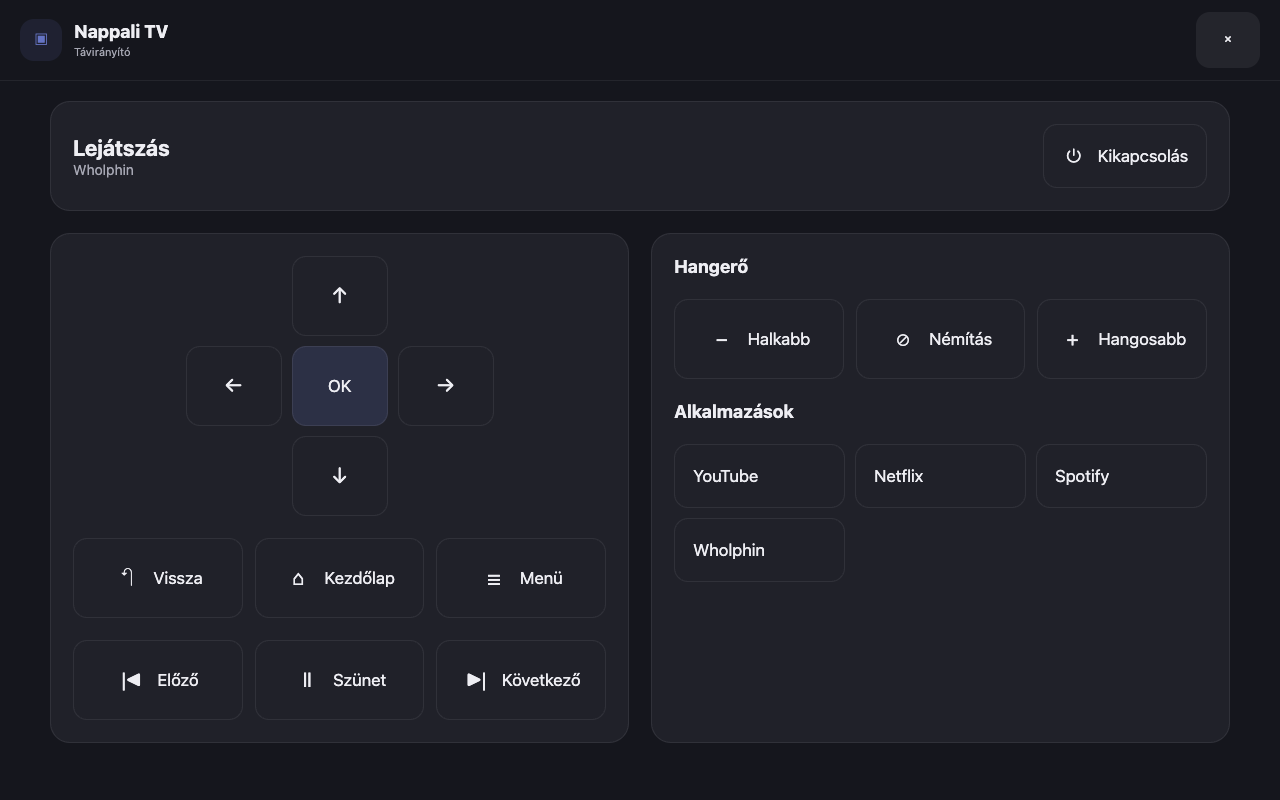 Nappali TV
Távirányító
×
Lejátszás
Wholphin
Kikapcsolás
↑
← OK →
↓
Vissza
Kezdőlap
≡ Menü
Előző
Szünet
Következő
Hangerő
− Halkabb
⊘ Némítás
+ Hangosabb
Alkalmazások
YouTube
Netflix
Spotify
Wholphin